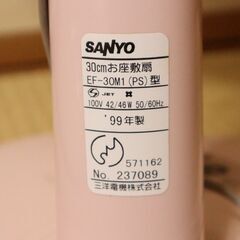 SANYO
30cmお座敷扇
EF-30M1(PS)型
JET
100V 42/46W 50/60Hz
'99年製
571162
No. 237089
三洋電機株式会社